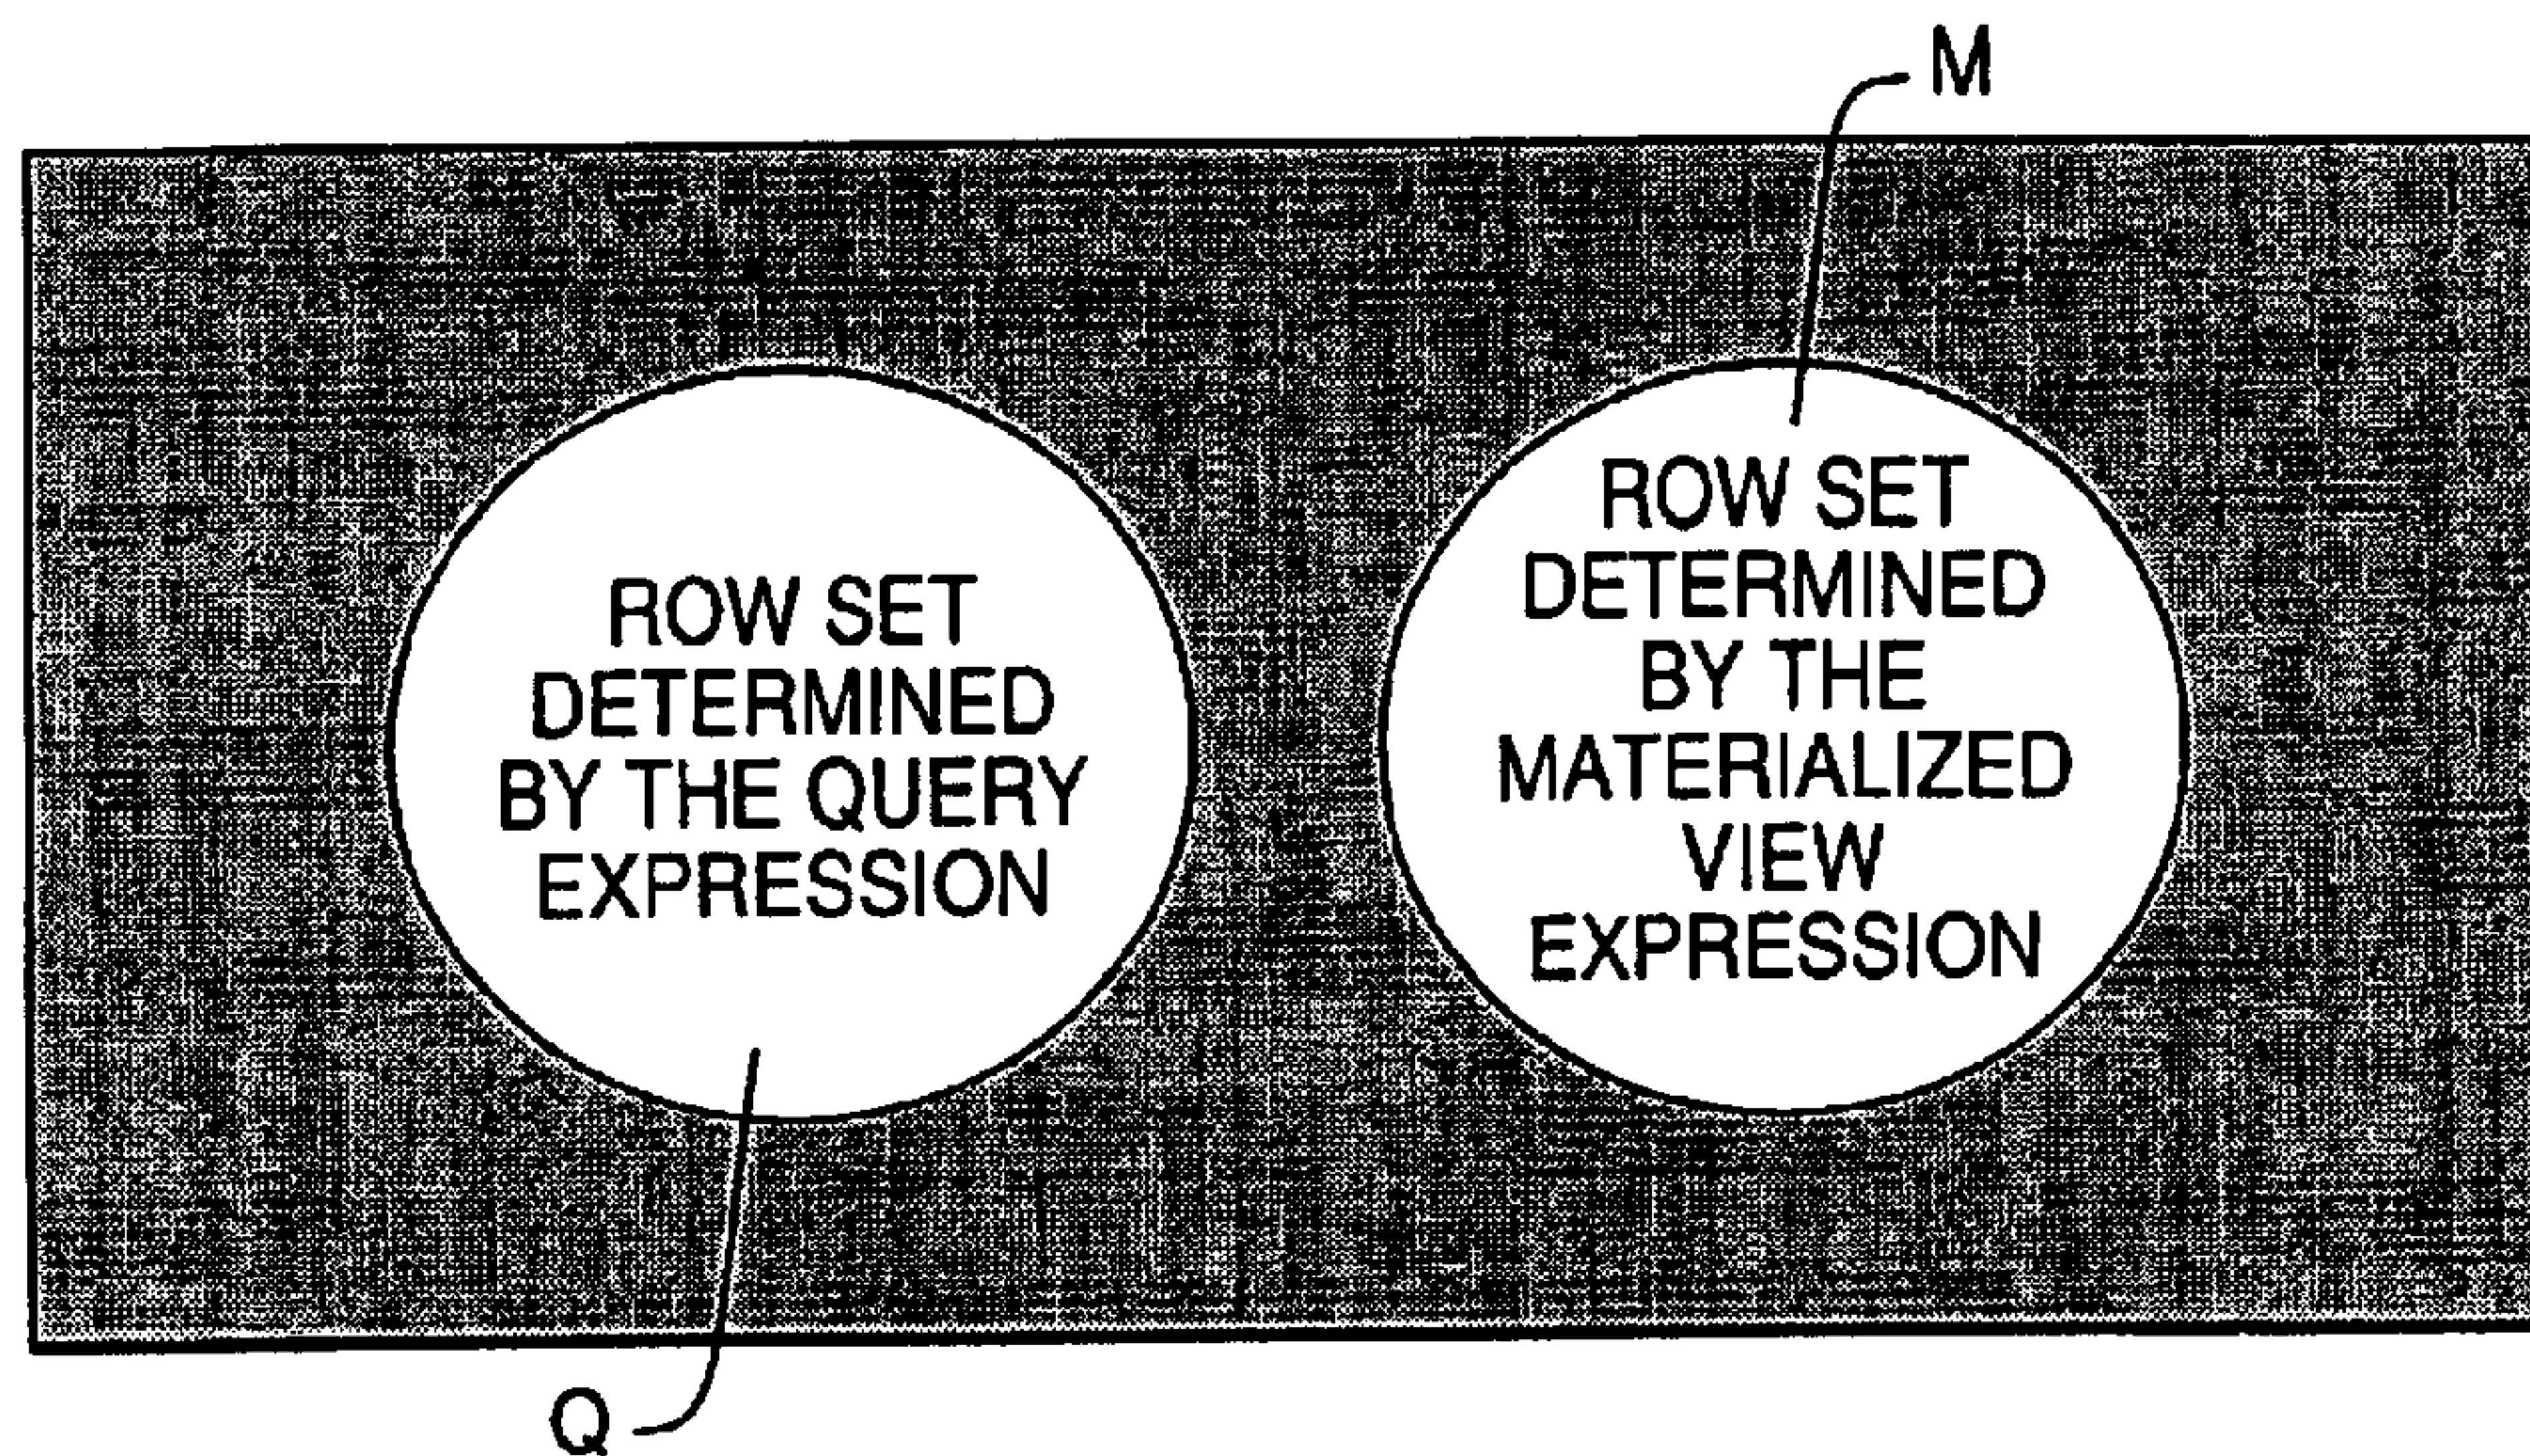 M
ROW SET
DETERMINED
BY THE QUERY
EXPRESSION
ROW SET
DETERMINED
BY THE
MATERIALIZED
VIEW
EXPRESSION
Q